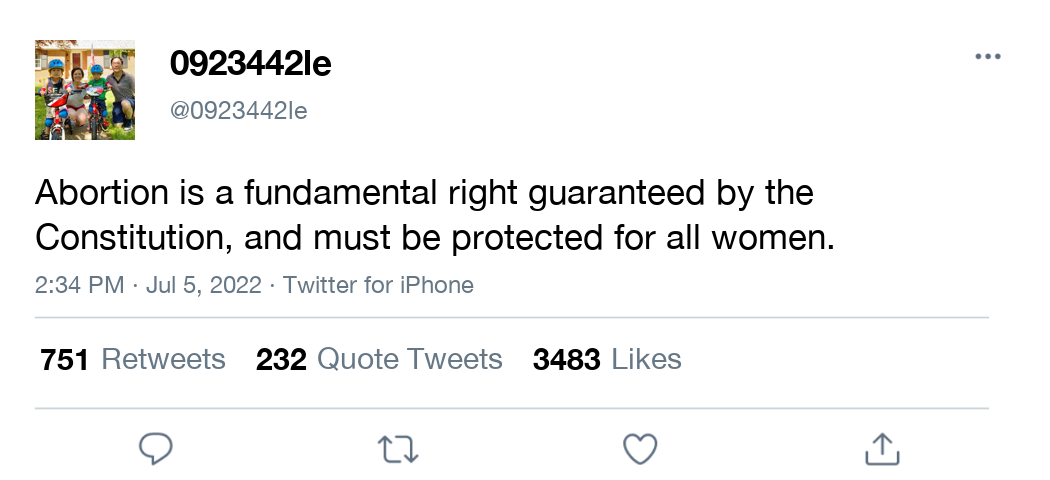 0923442le
@0923442le
Abortion is a fundamental right guaranteed by the
Constitution, and must be protected for all women.
2:34 PM · Jul 5, 2022 · Twitter for iPhone
751 Retweets 232 Quote Tweets 3483 Likes